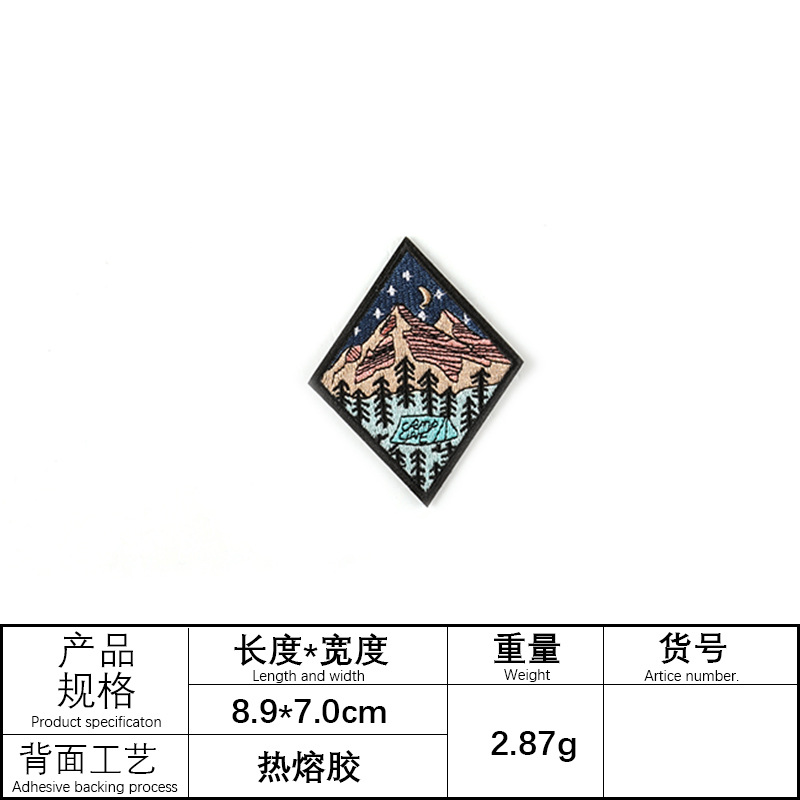 CAMP
产品
规格
Product specificaton
长度*宽度
Length and width
重量
Weight
货号
Artice number.
8.9*7.0cm
2.87g
背面工艺
Adhesive backing process
热熔胶